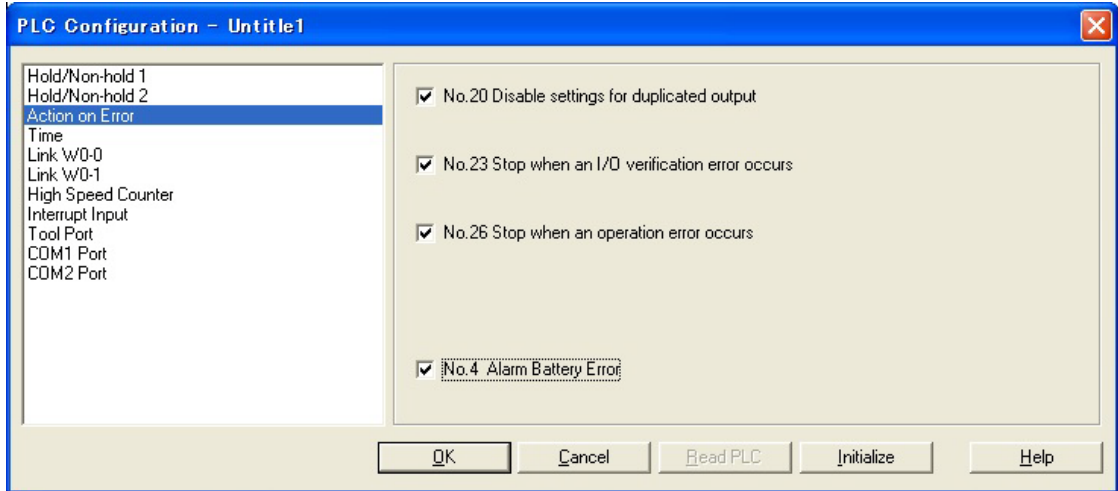 PLC Configuration - Untitle1
Hold/Non-hold 1
Hold/Non-hold 2
Action on Error
Time
Link W0-0
Link W0-1
High Speed Counter
Interrupt Input
Tool Port
COM1 Port
COM2 Port
No.20 Disable settings for duplicated output
No.23 Stop when an I/O verification error occurs
No.26 Stop when an operation error occurs
No.4 Alarm Battery Error
OK Cancel Read PLC Initialize Help